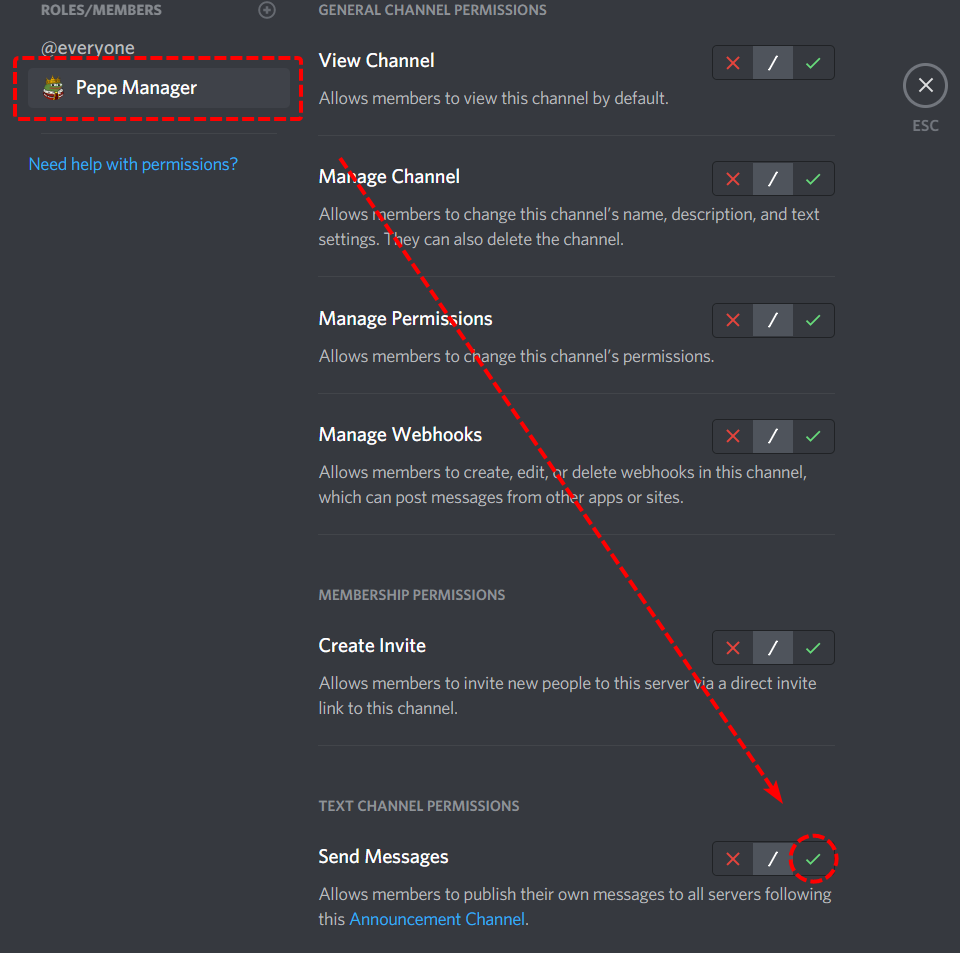 ROLES/MEMBERS
@everyone
Pepe Manager
Need help with permissions?
GENERAL CHANNEL PERMISSIONS
View Channel
Allows members to view this channel by default.
Manage Channel
Allows members to change this channel’s name, description, and text
settings. They can also delete the channel.
Manage Permissions
Allows members to change this channel’s permissions.
Manage Webhooks
Allows members to create, edit, or delete webhooks in this channel,
which can post messages from other apps or sites.
MEMBERSHIP PERMISSIONS
Create Invite
Allows members to invite new people to this server via a direct invite
link to this channel.
TEXT CHANNEL PERMISSIONS
Send Messages
Allows members to publish their own messages to all servers following
this Announcement Channel.
ESC